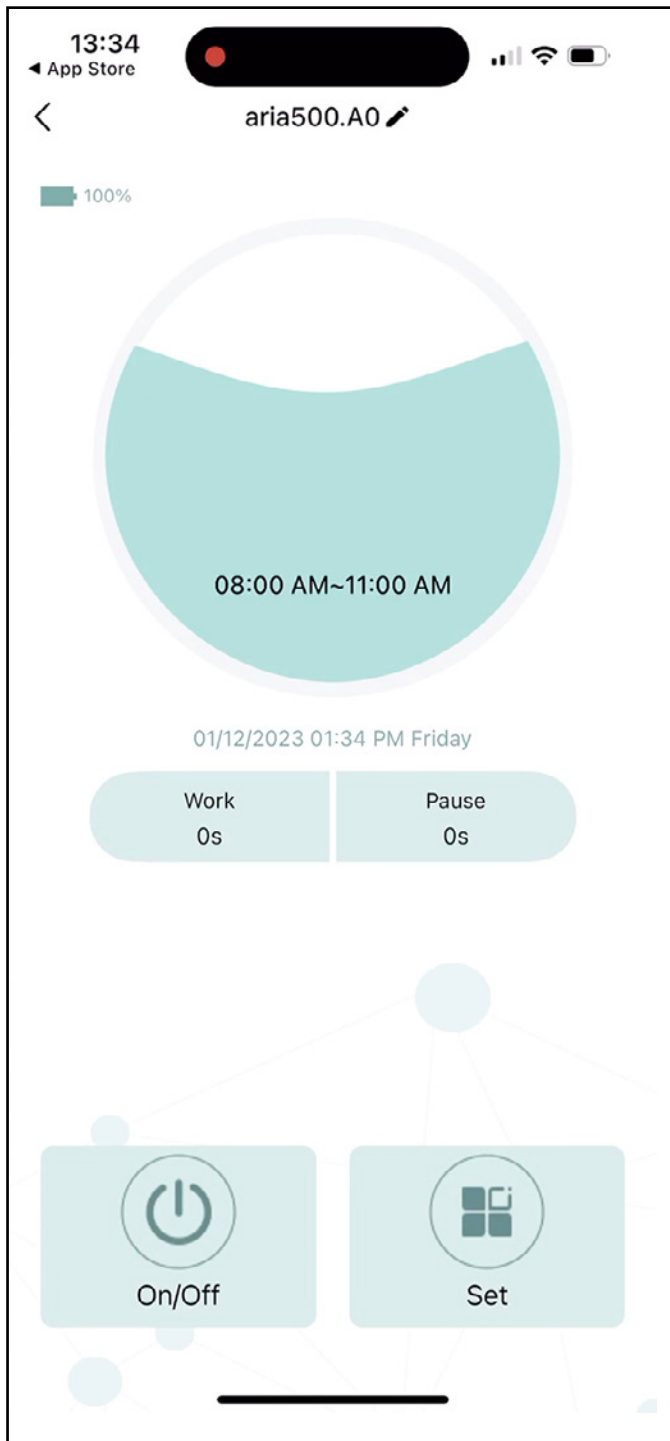 13:34
◀ App Store
aria500.A0
100%
08:00 AM~11:00 AM
01/12/2023 01:34 PM Friday
Work
Pause
0s
0s
On/Off
Set